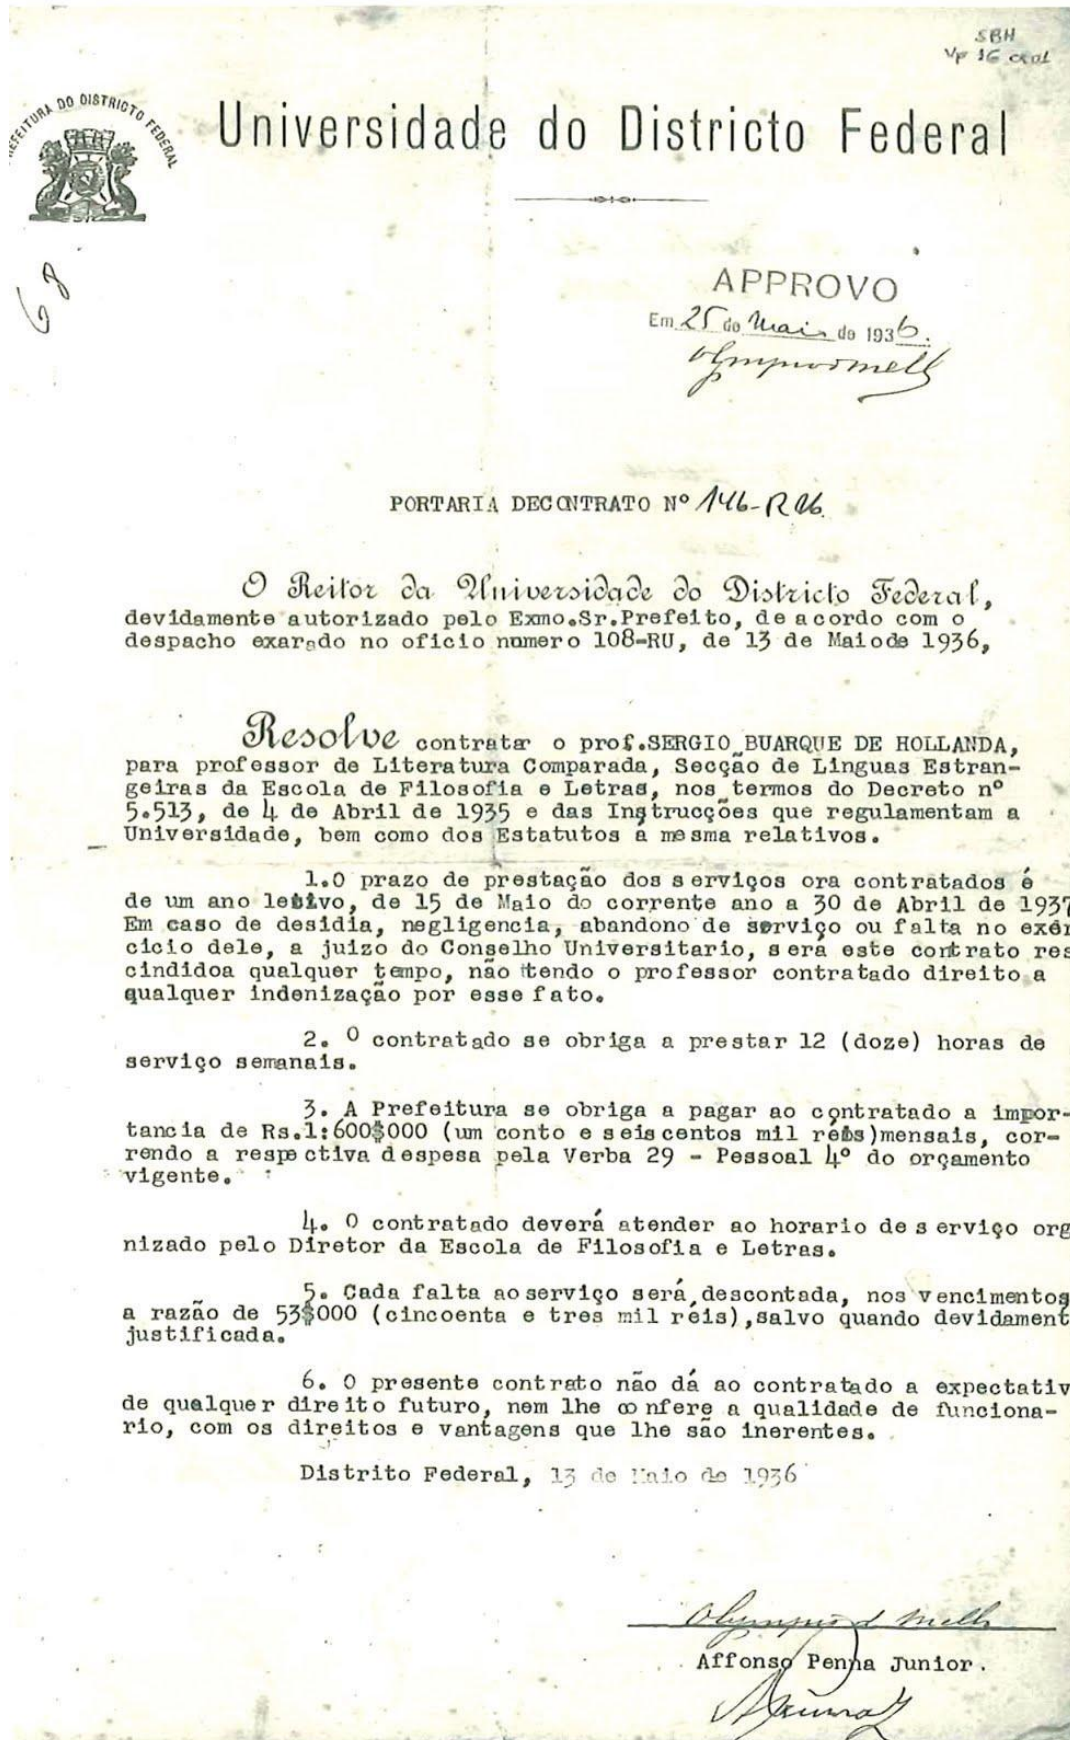 SBH
Vp 16
PREFEITURA DO DISTRICTO FEDERAL
Universidade do Districto Federal
68
APPROVO
Em 25 de Maio de 1936.
PORTARIA DECONTRATO Nº 146-
O Reitor da Universidade do Districto Federal,
devidamente autorizado pelo Exmo.Sr.Prefeito, de acordo com o
despacho exarado no oficio numero 108-RU, de 13 de Maiode 1936,
Resolve contratar o prof.SERGIO BUARQUE DE HOLLANDA,
para professor de Literatura Comparada, Secção de Linguas Estran-
geiras da Escola de Filosofia e Letras, nos termos do Decreto nº
5.513, de 4 de Abril de 1935 e das Instrucções que regulamentam a
Universidade, bem como dos Estatutos á mesma relativos.
1.O prazo de prestação dos serviços ora contratados é
de um ano letivo, de 15 de Maio do corrente ano a 30 de Abril de 1937
Em caso de desidia, negligencia, abandono de serviço ou falta no exer
cicio dele, a juizo do Conselho Universitario, será este contrato res
cindidoa qualquer tempo, não tendo o professor contratado direito a
qualquer indenização por esse fato.
2. O contratado se obriga a prestar 12 (doze) horas de
serviço semanais.
3. A Prefeitura se obriga a pagar ao contratado a impor-
tancia de Rs.1:600$000 (um conto e seiscentos mil réis)mensais, cor-
rendo a respectiva despesa pela Verba 29 - Pessoal 4º do orçamento
vigente.
4. O contratado deverá atender ao horario de serviço org
nizado pelo Diretor da Escola de Filosofia e Letras.
5. Cada falta ao serviço será descontada, nos vencimentos
a razão de 53$000 (cincoenta e tres mil réis),salvo quando devidament
justificada.
6. O presente contrato não dá ao contratado a expectativ
de qualquer direito futuro, nem lhe confere a qualidade de funciona-
rio, com os direitos e vantagens que lhe são inerentes.
Distrito Federal, 13 de Maio de 1936
Affonso Penna Junior.